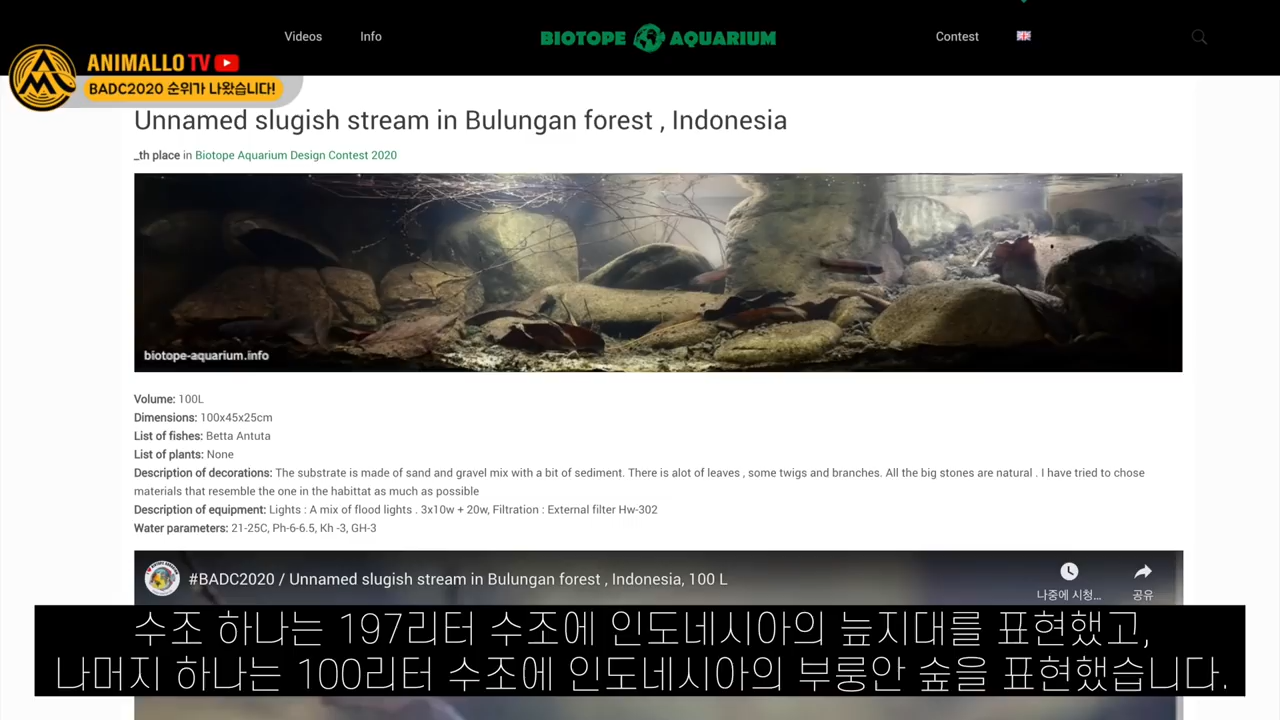 Videos
Info
BIOTOPE AQUARIUM
Contest
ANIMALLO TV
BADC2020 순위가 나왔습니다!
Unnamed slugish stream in Bulungan forest , Indonesia
_th place in Biotope Aquarium Design Contest 2020
biotope-aquarium.info
Volume: 100L
Dimensions: 100x45x25cm
List of fishes: Betta Antuta
List of plants: None
Description of decorations: The substrate is made of sand and gravel mix with a bit of sediment. There is alot of leaves , some twigs and branches. All the big stones are natural . I have tried to chose
materials that resemble the one in the habittat as much as possible
Description of equipment: Lights : A mix of flood lights . 3x10w + 20w, Filtration : External filter Hw-302
Water parameters: 21-25C, Ph-6-6.5, Kh -3, GH-3
#BADC2020 / Unnamed slugish stream in Bulungan forest , Indonesia, 100 L
나중에 시청...
공유
수조 하나는 197리터 수조에 인도네시아의 늪지대를 표현했고,
나머지 하나는 100리터 수조에 인도네시아의 부룽안 숲을 표현했습니다.